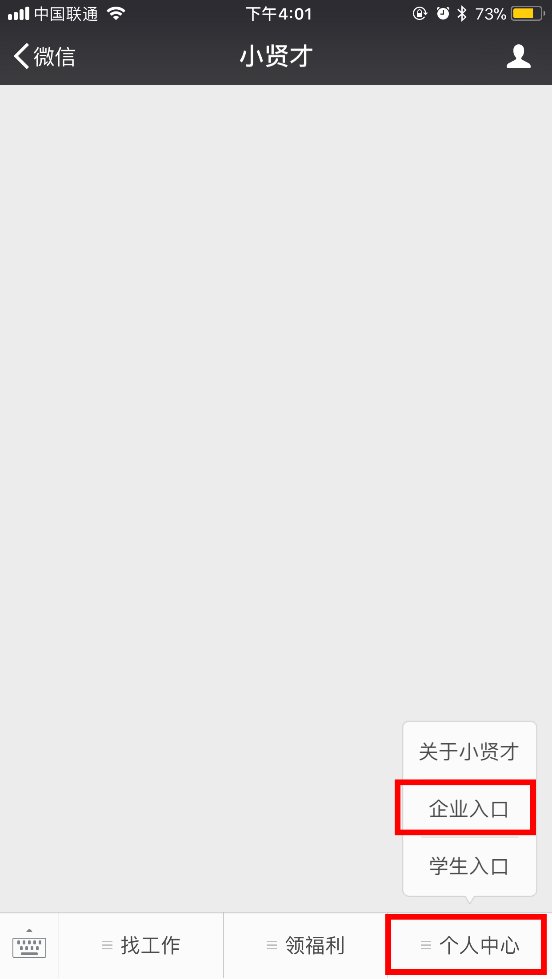 中国联通 下午4:01 73%
微信 小贤才
关于小贤才
企业入口
学生入口
找工作 领福利 个人中心